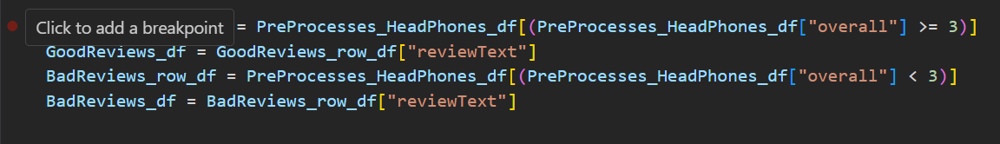 Click to add a breakpoint = PreProcesses_HeadPhones_df[(PreProcesses_HeadPhones_df["overall"] >= 3)]
GoodReviews_df = GoodReviews_row_df["reviewText"]
BadReviews_row_df = PreProcesses_HeadPhones_df[(PreProcesses_HeadPhones_df["overall"] < 3)]
BadReviews_df = BadReviews_row_df["reviewText"]